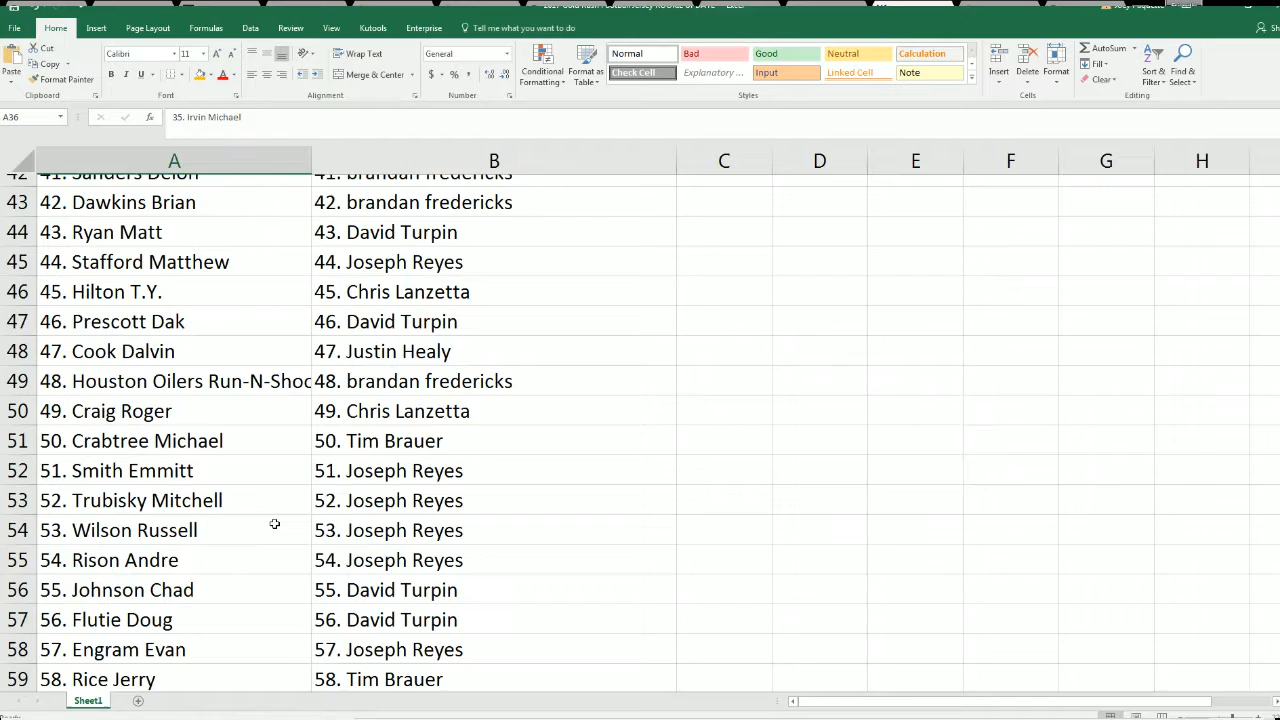 File Home Insert Page Layout Formulas Data Review View Kutools Enterprise Tell me what you want to do
Cut
Copy
Paste Format Painter
Calibri 11 Wrap Text General
B I U Merge & Center $ % ,
Conditional Formatting Format as Table
Normal Bad Good Neutral Calculation
Check Cell Explanatory ... Input Linked Cell Note
Insert Delete Format
AutoSum
Fill
Clear
Sort & Filter Find & Select
Clipboard Font Alignment Number Styles Cells Editing
A36 fx 35. Irvin Michael
A B C D E F G H
42 41. Sanders Deion 41. brandan fredericks
43 42. Dawkins Brian 42. brandan fredericks
44 43. Ryan Matt 43. David Turpin
45 44. Stafford Matthew 44. Joseph Reyes
46 45. Hilton T.Y. 45. Chris Lanzetta
47 46. Prescott Dak 46. David Turpin
48 47. Cook Dalvin 47. Justin Healy
49 48. Houston Oilers Run-N-Shoo 48. brandan fredericks
50 49. Craig Roger 49. Chris Lanzetta
51 50. Crabtree Michael 50. Tim Brauer
52 51. Smith Emmitt 51. Joseph Reyes
53 52. Trubisky Mitchell 52. Joseph Reyes
54 53. Wilson Russell 53. Joseph Reyes
55 54. Rison Andre 54. Joseph Reyes
56 55. Johnson Chad 55. David Turpin
57 56. Flutie Doug 56. David Turpin
58 57. Engram Evan 57. Joseph Reyes
59 58. Rice Jerry 58. Tim Brauer
Sheet1